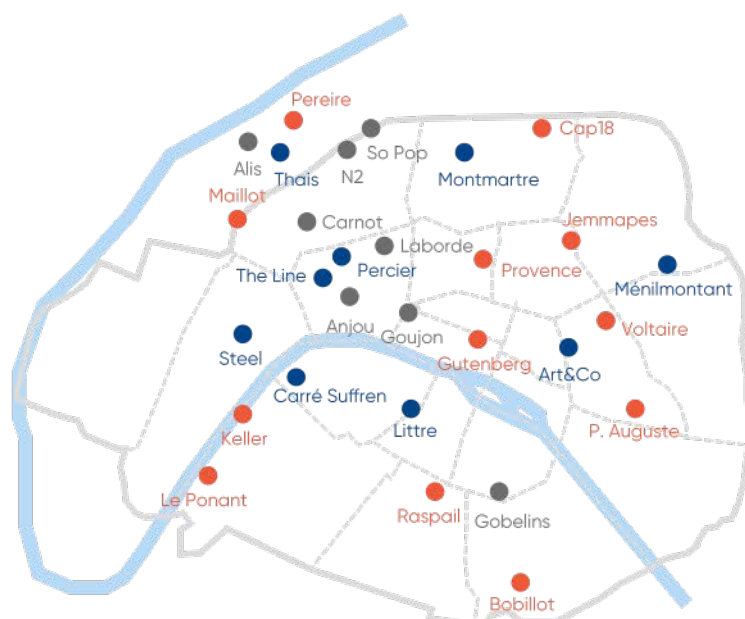 Pereire
Cap18
So Pop
Alis
Thais
N2
Montmartre
Maillot
Carnot
Jemmapes
Laborde
Percier
Provence
The Line
Ménilmontant
Anjou
Goujon
Voltaire
Steel
Gutenberg
Art&Co
Carré Suffren
Littre
P. Auguste
Keller
Le Ponant
Raspail
Gobelins
Bobillot